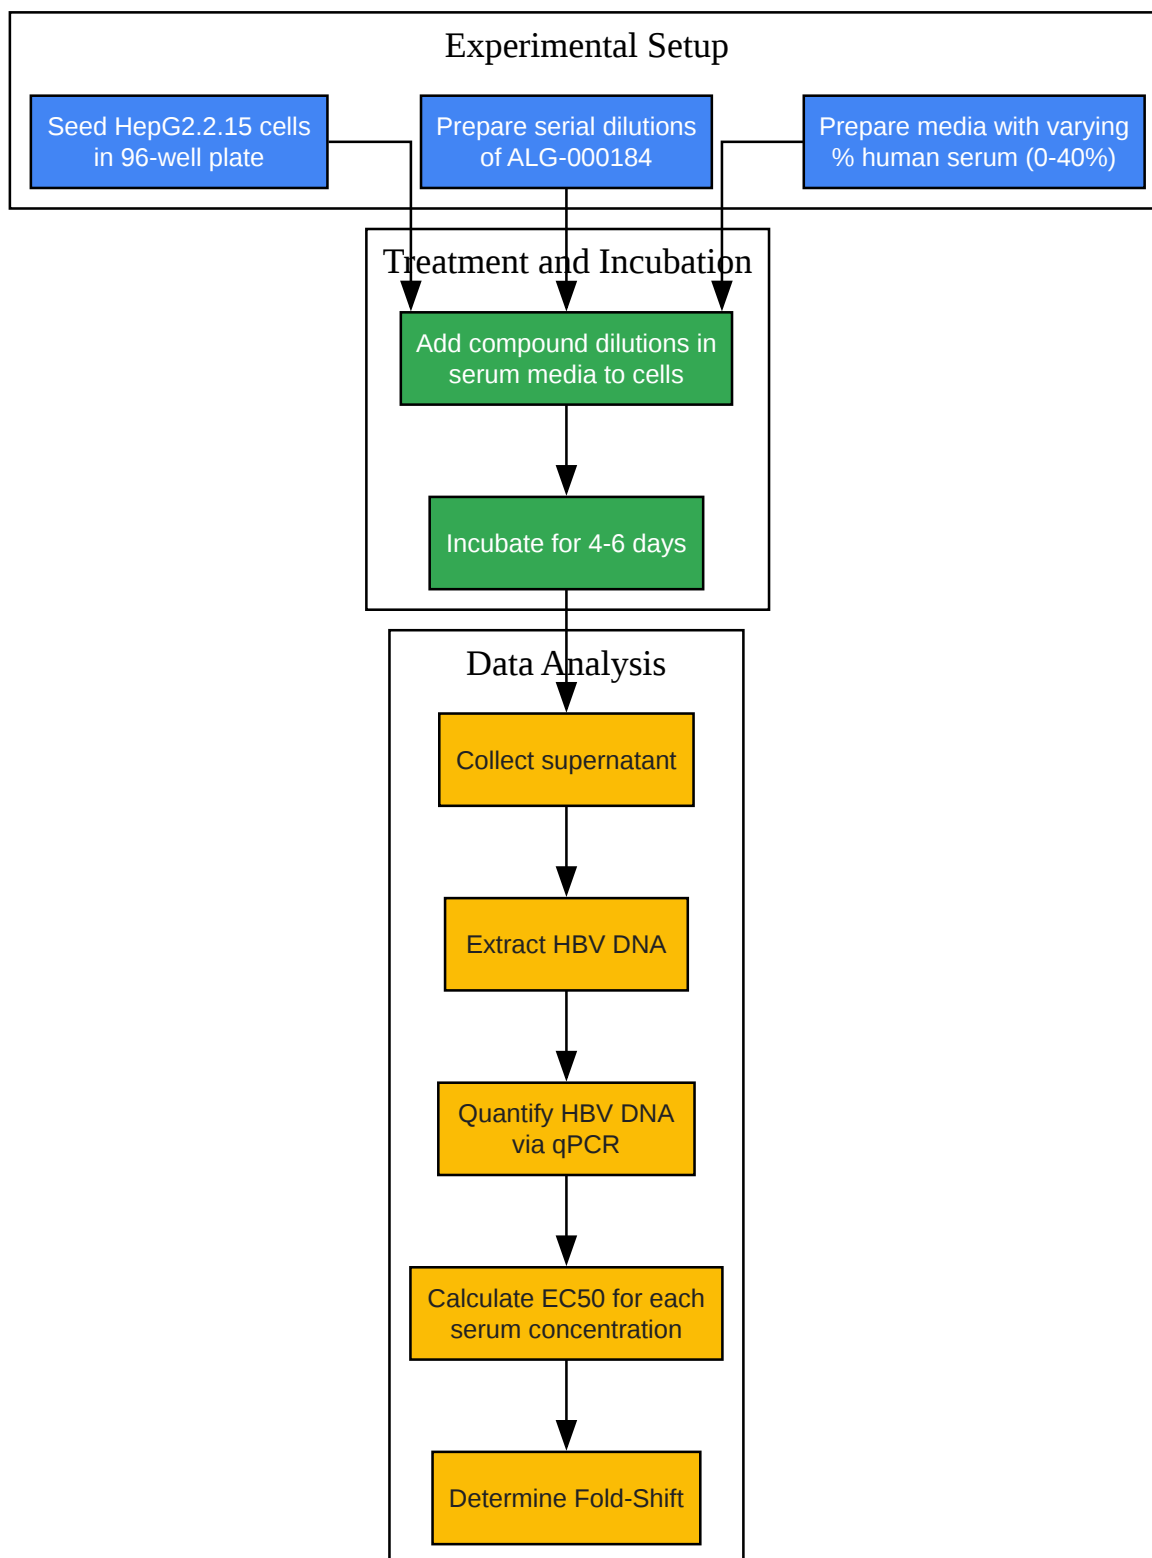 Experimental Setup
Seed HepG2.2.15 cells
in 96-well plate
Prepare serial dilutions
of ALG-000184
Prepare media with varying
% human serum (0-40%)
Treatment and Incubation
Add compound dilutions in
serum media to cells
Incubate for 4-6 days
Data Analysis
Collect supernatant
Extract HBV DNA
Quantify HBV DNA
via qPCR
Calculate EC50 for each
serum concentration
Determine Fold-Shift